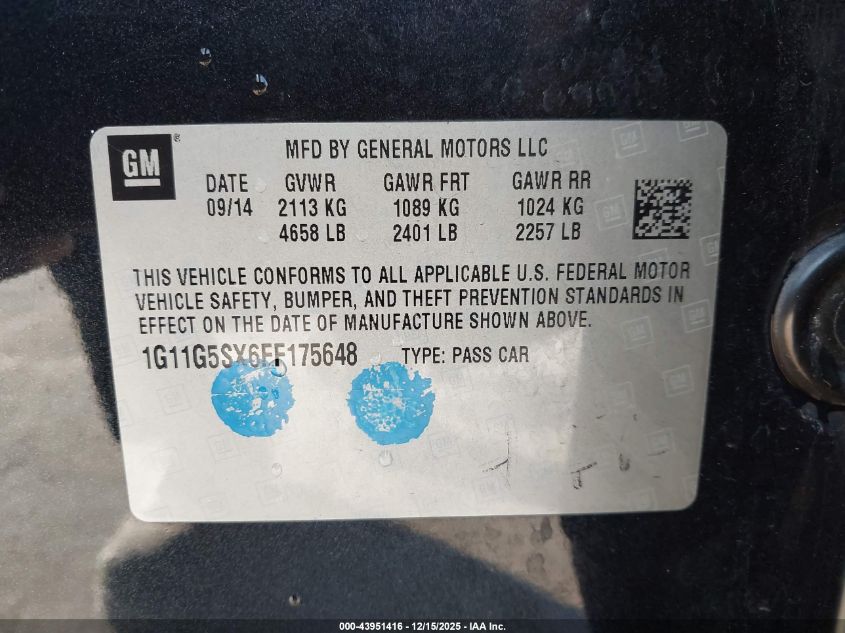 GM
MFD BY GENERAL MOTORS LLC
DATE GVWR GAWR FRT GAWR RR
09/14 2113 KG 1089 KG 1024 KG
4658 LB 2401 LB 2257 LB
THIS VEHICLE CONFORMS TO ALL APPLICABLE U.S. FEDERAL MOTOR
VEHICLE SAFETY, BUMPER, AND THEFT PREVENTION STANDARDS IN
EFFECT ON THE DATE OF MANUFACTURE SHOWN ABOVE.
1G11G5SX6FF175648 TYPE: PASS CAR
000-43951416 - 12/15/2025 - IAA Inc.